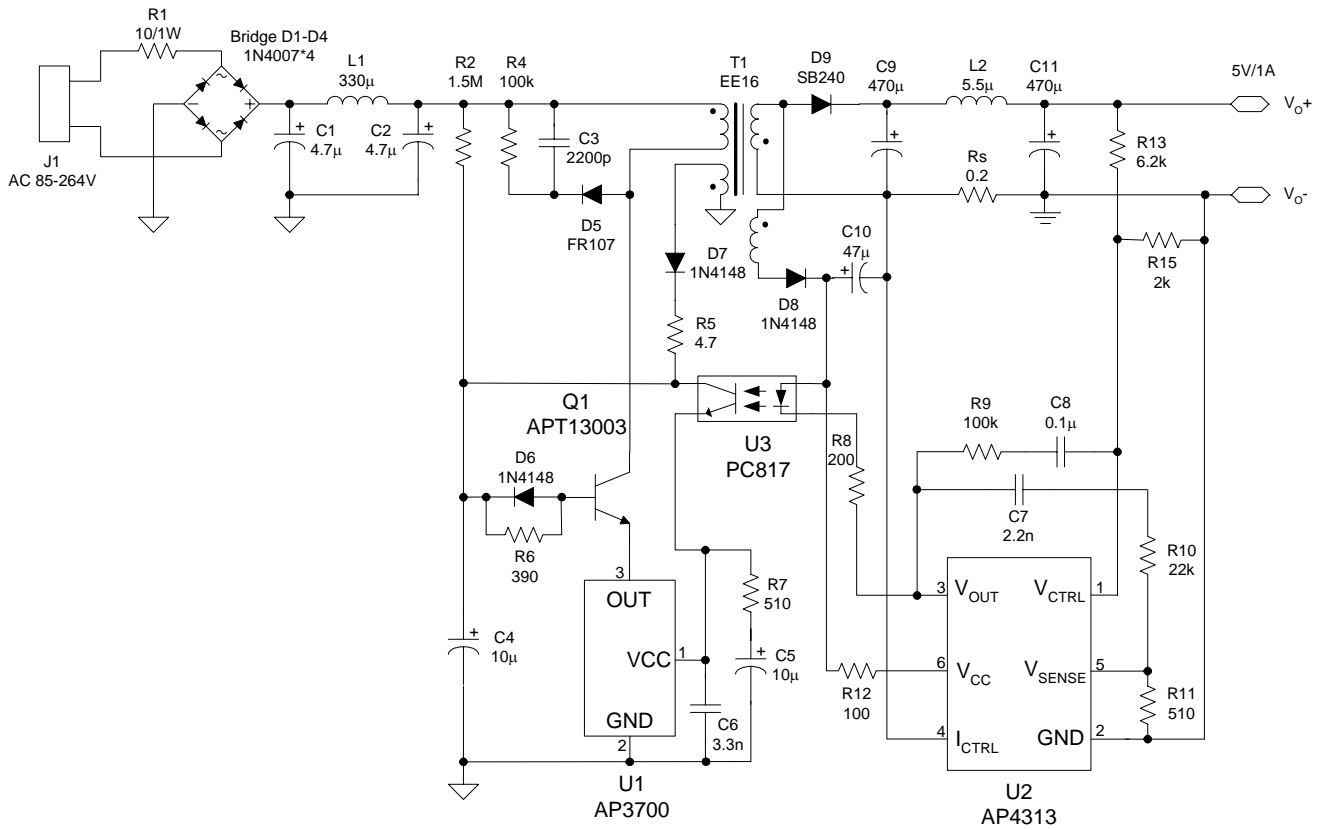 R1
10/1W
Bridge D1-D4
1N4007*4
L1
330μ
R2
1.5M
R4
100k
T1
EE16
D9
SB240
C9
470μ
L2
5.5μ
C11
470μ
5V/1A
VO+
J1
AC 85-264V
+
C1
4.7μ
+
C2
4.7μ
C3
2200p
D5
FR107
+
Rs
0.2
+
R13
6.2k
VO-
D7
1N4148
C10
47μ
+
D8
1N4148
R15
2k
R5
4.7
Q1
APT13003
U3
PC817
R8
200
R9
100k
C8
0.1μ
D6
1N4148
R6
390
C7
2.2n
R10
22k
3
OUT
VCC
1
GND
2
U1
AP3700
R7
510
+
C4
10μ
+
C5
10μ
C6
3.3n
R12
100
3
VOUT
VCTRL
1
6
VCC
VSENSE
5
4
ICTRL
GND
2
R11
510
U2
AP4313